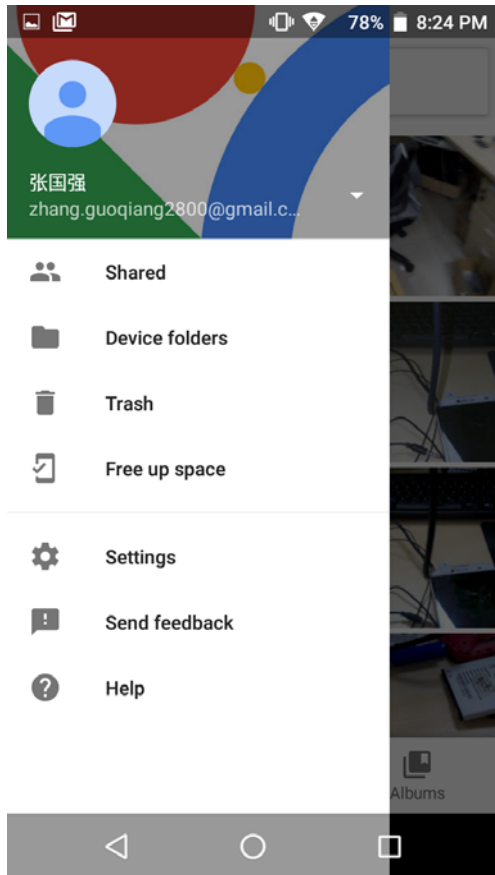 78% 8:24 PM
张国强
zhang.guoqiang2800@gmail.c...
Shared
Device folders
Trash
Free up space
Settings
Send feedback
Help
Albums